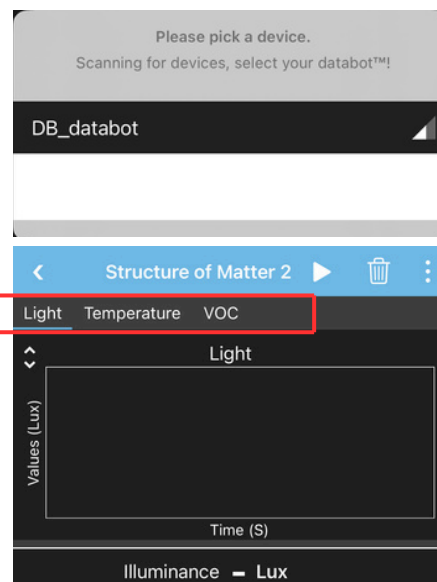 Please pick a device.
Scanning for devices, select your databot™!
DB_databot
Structure of Matter 2
Light Temperature VOC
Light
Values (Lux)
Time (S)
Illuminance – Lux